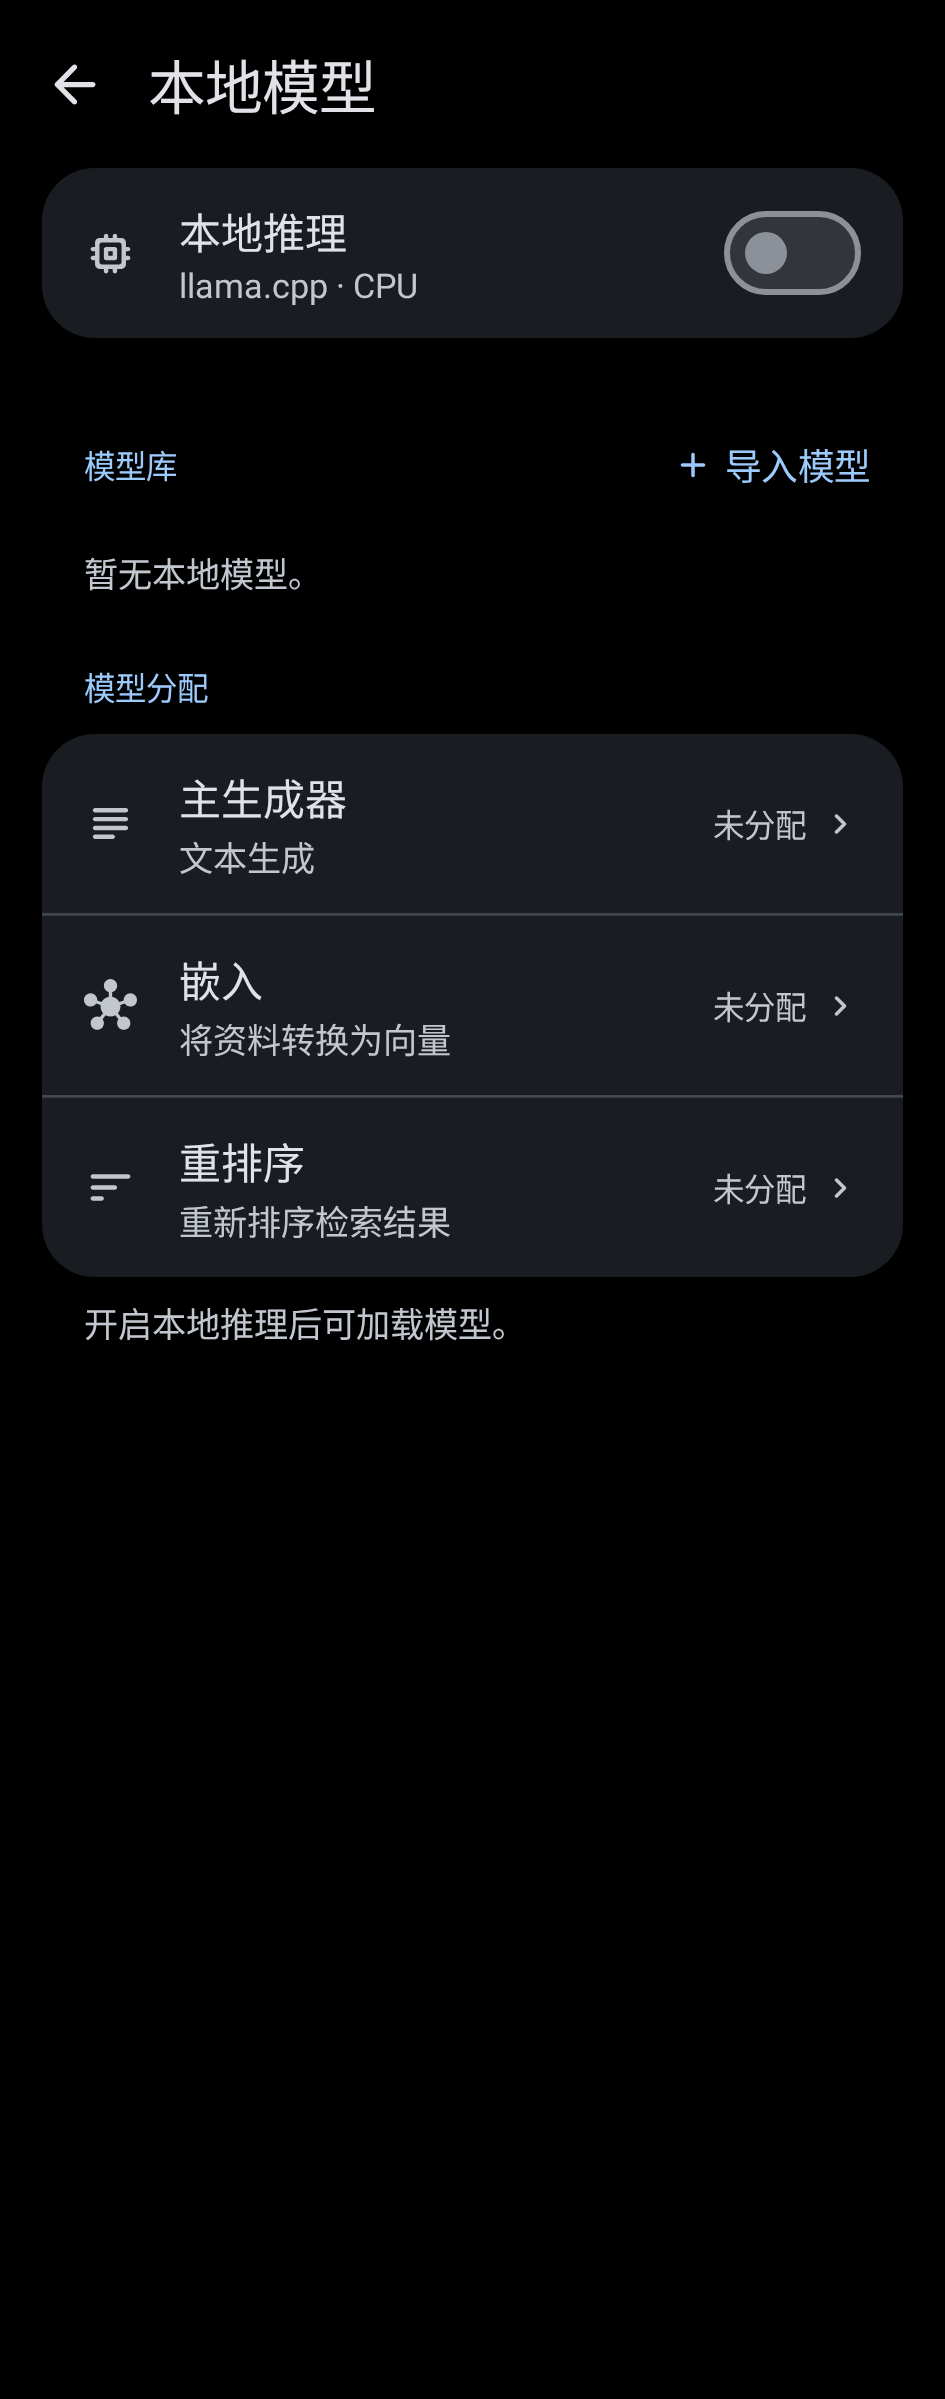 本地模型
本地推理
llama.cpp · CPU
模型库
+ 导入模型
暂无本地模型。
模型分配
主生成器
文本生成
未分配
嵌入
将资料转换为向量
未分配
重排序
重新排序检索结果
未分配
开启本地推理后可加载模型。